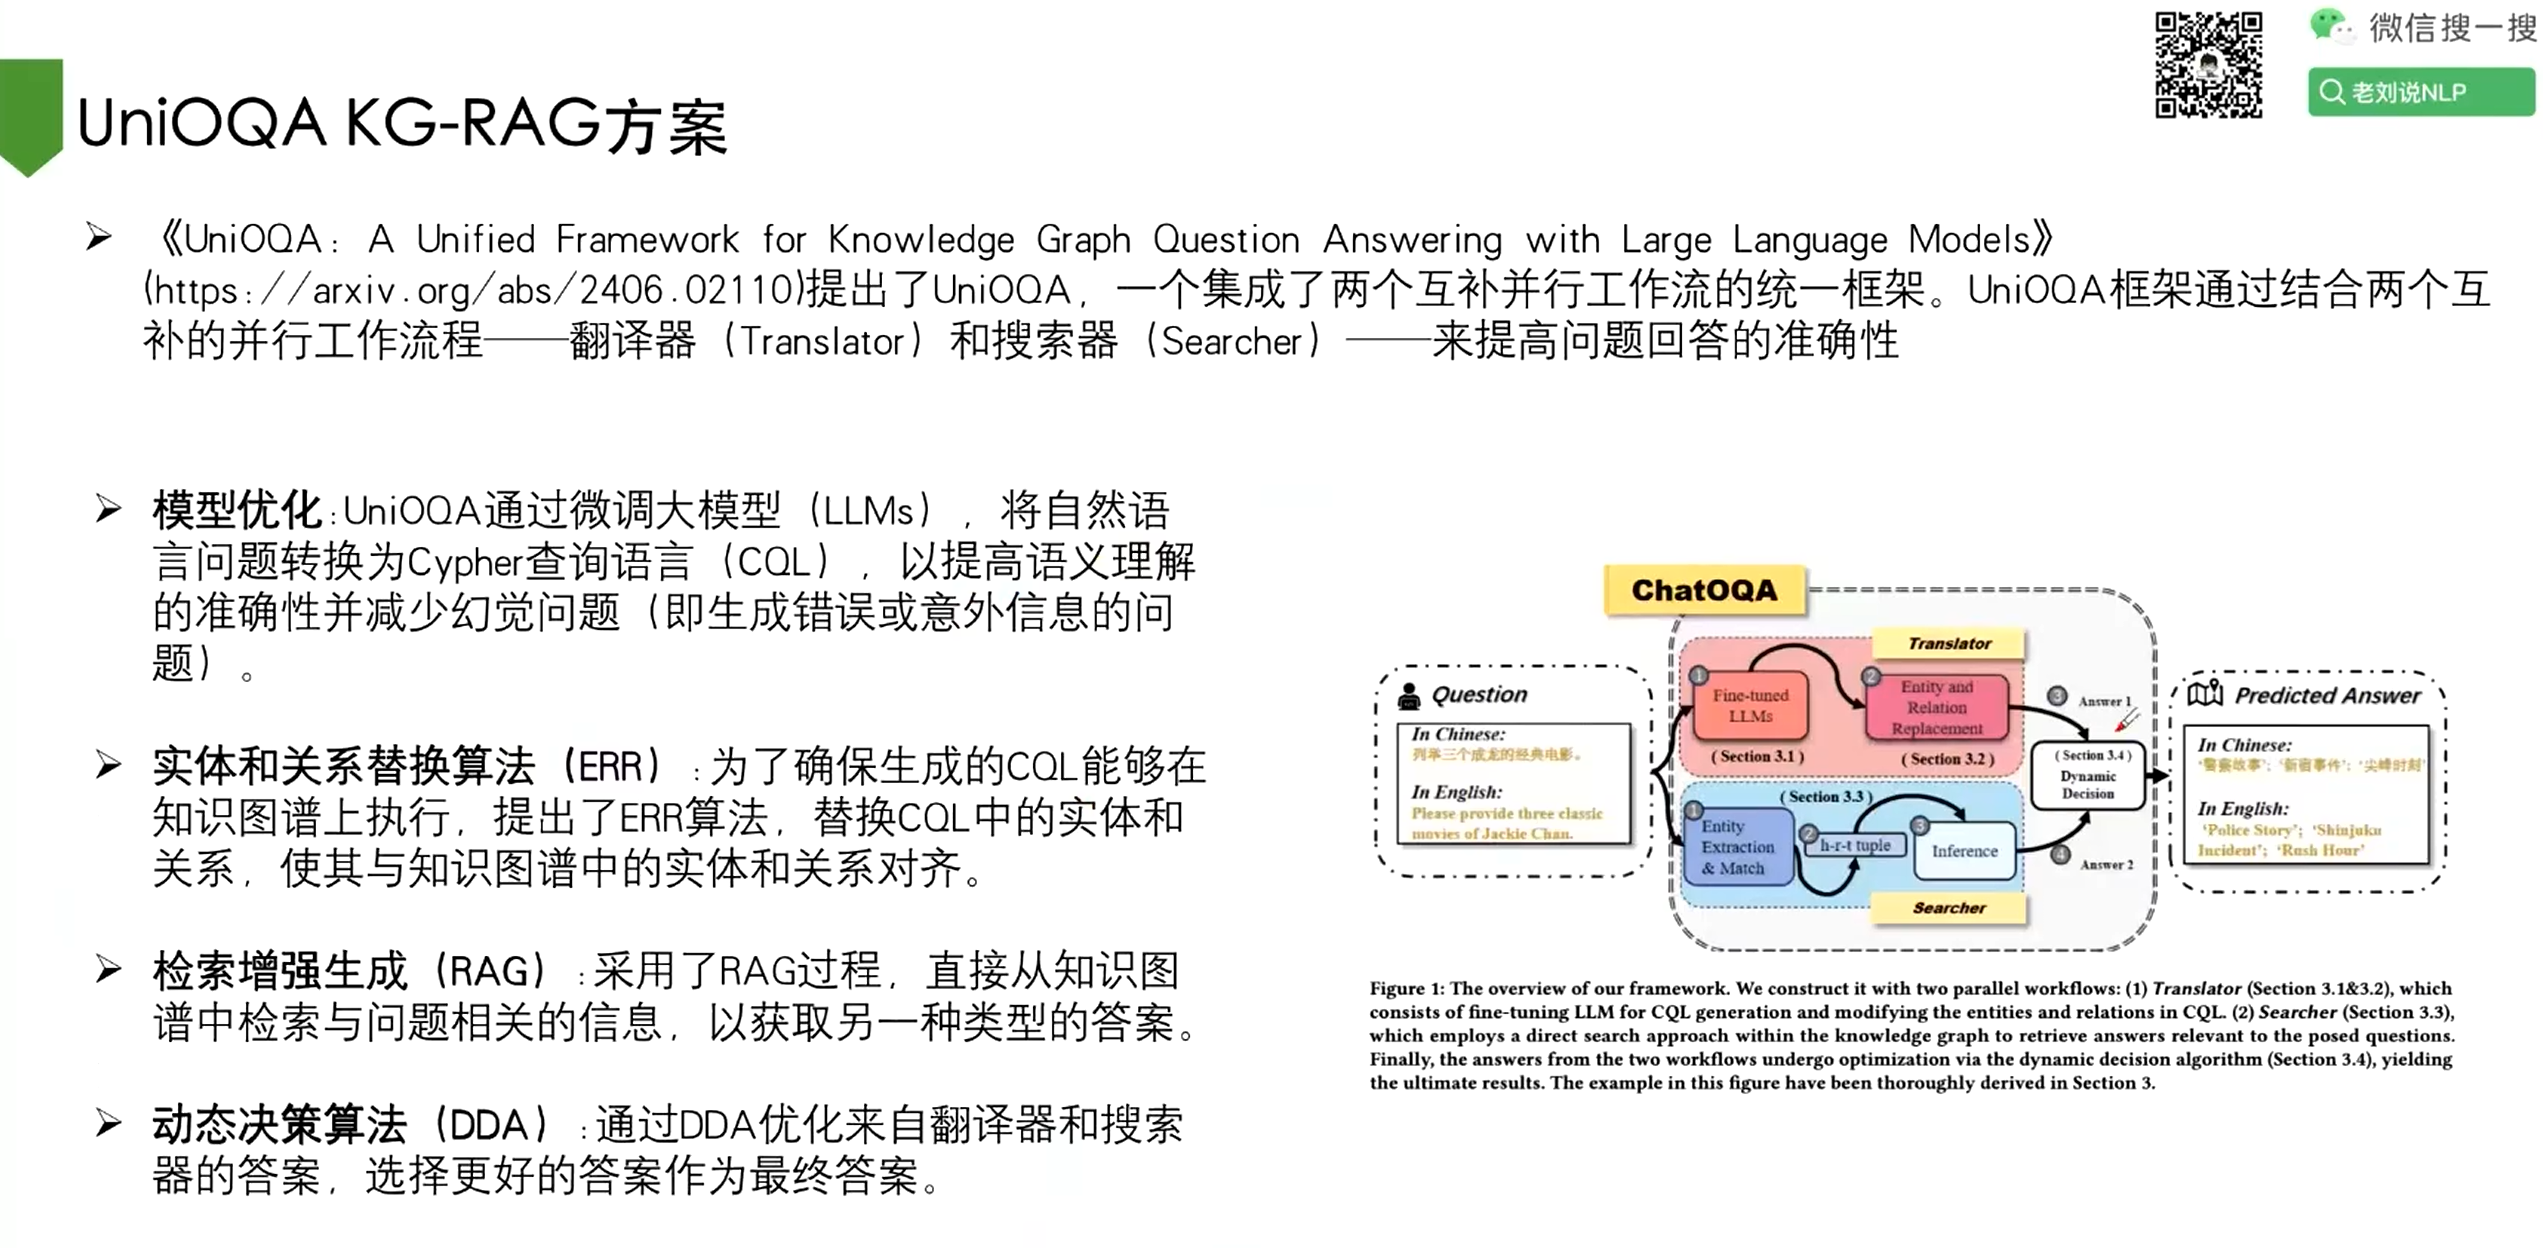 微信搜一搜
老刘说NLP
UniOQA KG-RAG方案
《UniOQA: A Unified Framework for Knowledge Graph Question Answering with Large Language Models》
(https://arxiv.org/abs/2406.02110)提出了UniOQA，一个集成了两个互补并行工作流的统一框架。UniOQA框架通过结合两个互
补的并行工作流程——翻译器（Translator）和搜索器（Searcher）——来提高问题回答的准确性
模型优化:UniOQA通过微调大模型（LLMs），将自然语
言问题转换为Cypher查询语言（CQL），以提高语义理解
的准确性并减少幻觉问题（即生成错误或意外信息的问
题）。
实体和关系替换算法（ERR）:为了确保生成的CQL能够在
知识图谱上执行，提出了ERR算法，替换CQL中的实体和
关系，使其与知识图谱中的实体和关系对齐。
检索增强生成（RAG）:采用了RAG过程，直接从知识图
谱中检索与问题相关的信息，以获取另一种类型的答案。
动态决策算法（DDA）:通过DDA优化来自翻译器和搜索
器的答案，选择更好的答案作为最终答案。
ChatOQA
Question
In Chinese:
列举三个成龙的经典电影。
In English:
Please provide three classic
movies of Jackie Chan.
Translator
1
Fine-tuned
LLMs
( Section 3.1 )
2
Entity and
Relation
Replacement
( Section 3.2 )
3
Answer 1
( Section 3.3 )
1
Entity
Extraction
& Match
2
h-r-t tuple
3
Inference
Searcher
4
Answer 2
( Section 3.4 )
Dynamic
Decision
Predicted Answer
In Chinese:
‘警察故事’; ‘新宿事件’; ‘尖峰时刻’
In English:
‘Police Story’; ‘Shinjuku
Incident’; ‘Rush Hour’
Figure 1: The overview of our framework. We construct it with two parallel workflows: (1) Translator (Section 3.1&3.2), which
consists of fine-tuning LLM for CQL generation and modifying the entities and relations in CQL. (2) Searcher (Section 3.3),
which employs a direct search approach within the knowledge graph to retrieve answers relevant to the posed questions.
Finally, the answers from the two workflows undergo optimization via the dynamic decision algorithm (Section 3.4), yielding
the ultimate results. The example in this figure have been thoroughly derived in Section 3.